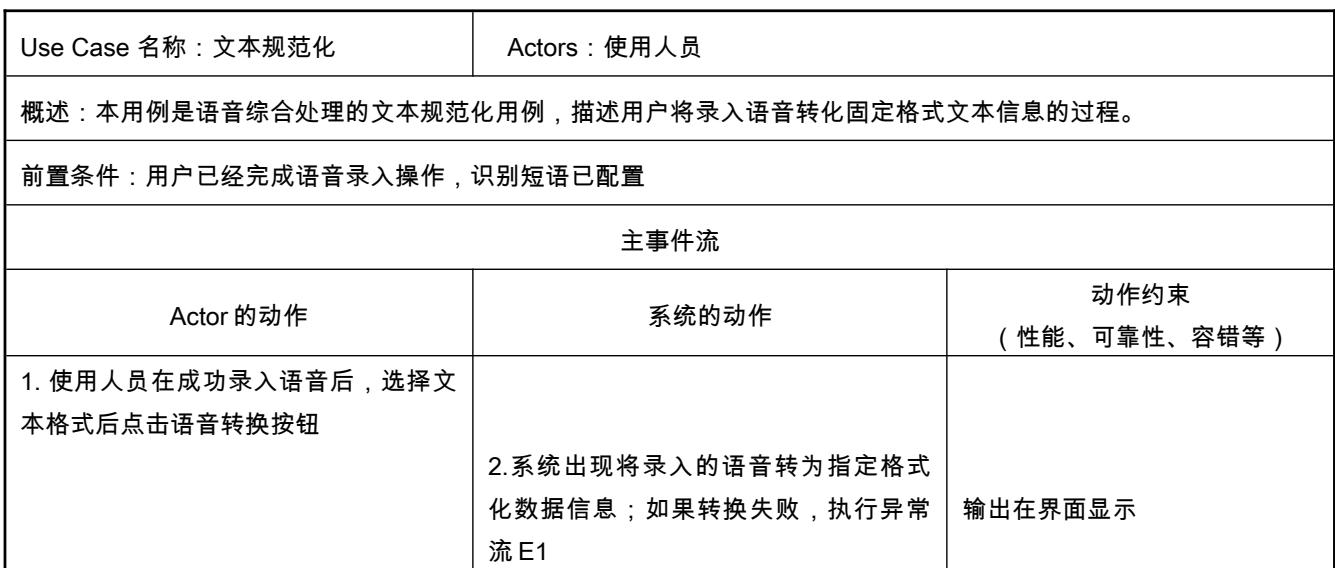 Use Case 名称：文本规范化
Actors：使用人员
概述：本用例是语音综合处理的文本规范化用例，描述用户将录入语音转化固定格式文本信息的过程。
前置条件：用户已经完成语音录入操作，识别短语已配置
主事件流
Actor 的动作
系统的动作
动作约束
（性能、可靠性、容错等）
1. 使用人员在成功录入语音后，选择文
本格式后点击语音转换按钮
2.系统出现将录入的语音转为指定格式
化数据信息；如果转换失败，执行异常
流 E1
输出在界面显示